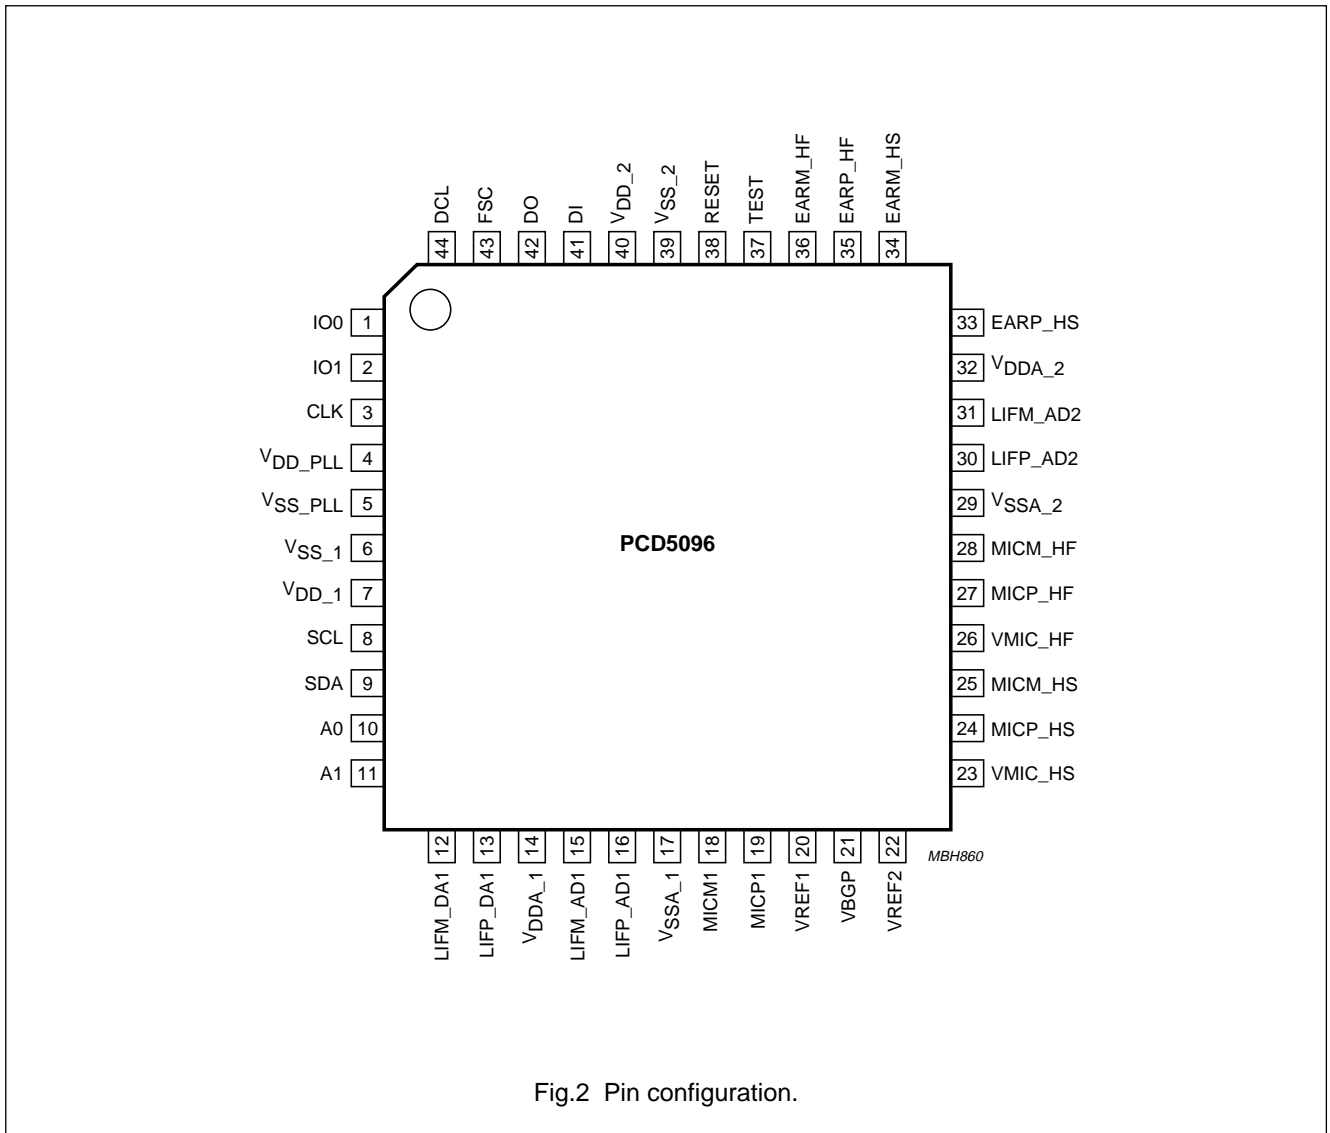 DCL
FSC
DO
DI
VDD_2
VSS_2
RESET
TEST
EARM_HF
EARP_HF
EARM_HS
44
43
42
41
40
39
38
37
36
35
34
IO0 1
IO1 2
CLK 3
VDD_PLL 4
VSS_PLL 5
VSS_1 6
VDD_1 7
SCL 8
SDA 9
A0 10
A1 11
PCD5096
33 EARP_HS
32 VDDA_2
31 LIFM_AD2
30 LIFP_AD2
29 VSSA_2
28 MICM_HF
27 MICP_HF
26 VMIC_HF
25 MICM_HS
24 MICP_HS
23 VMIC_HS
12
13
14
15
16
17
18
19
20
21
22
LIFM_DA1
LIFP_DA1
VDDA_1
LIFM_AD1
LIFP_AD1
VSSA_1
MICM1
MICP1
VREF1
VBGP
VREF2
MBH860
Fig.2 Pin configuration.